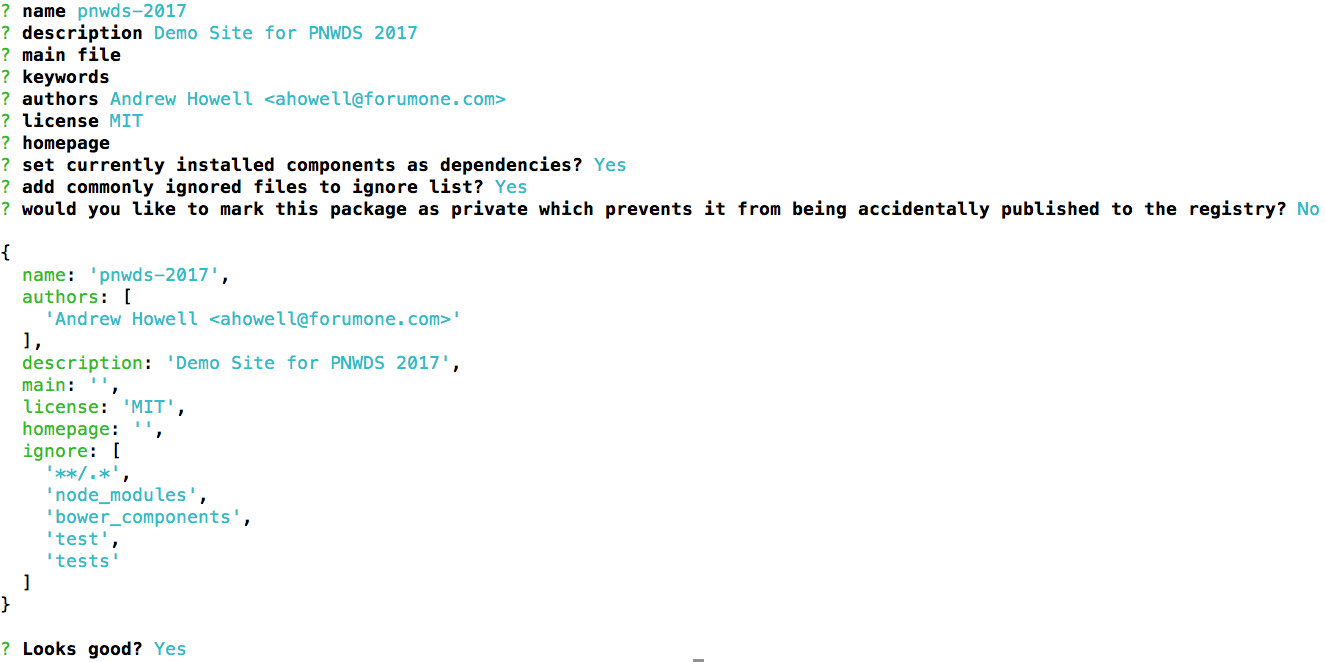 ? name pnwds-2017
? description Demo Site for PNWDS 2017
? main file
? keywords
? authors Andrew Howell <ahowell@forumone.com>
? license MIT
? homepage
? set currently installed components as dependencies? Yes
? add commonly ignored files to ignore list? Yes
? would you like to mark this package as private which prevents it from being accidentally published to the registry? No
{
  name: 'pnwds-2017',
  authors: [
    'Andrew Howell <ahowell@forumone.com>'
  ],
  description: 'Demo Site for PNWDS 2017',
  main: '',
  license: 'MIT',
  homepage: '',
  ignore: [
    '**/.*',
    'node_modules',
    'bower_components',
    'test',
    'tests'
  ]
}
? Looks good? Yes